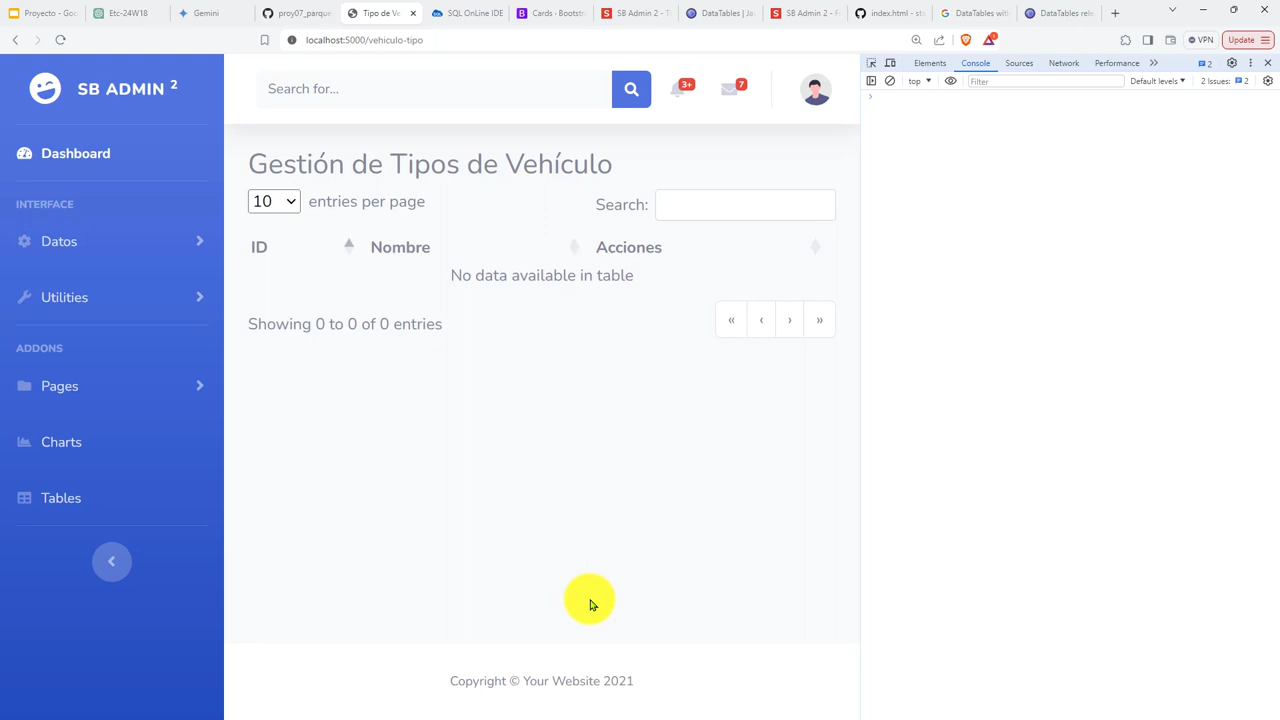 Proyecto - Goo
Etc-24W18
Gemini
proy07_parque
Tipo de Ve
SQL OnLine IDE
Cards · Bootstr
SB Admin 2 - T
DataTables | Ja
SB Admin 2 - F
index.html - sta
DataTables with
DataTables rele
localhost:5000/vehiculo-tipo
VPN
Update
SB ADMIN 2
Dashboard
INTERFACE
Datos
Utilities
ADDONS
Pages
Charts
Tables
Search for...
3+
7
Gestión de Tipos de Vehículo
10 entries per page
Search:
ID Nombre Acciones
No data available in table
Showing 0 to 0 of 0 entries
« ‹ › »
Copyright © Your Website 2021
Elements Console Sources Network Performance » 2
top Filter Default levels 2 Issues: 2